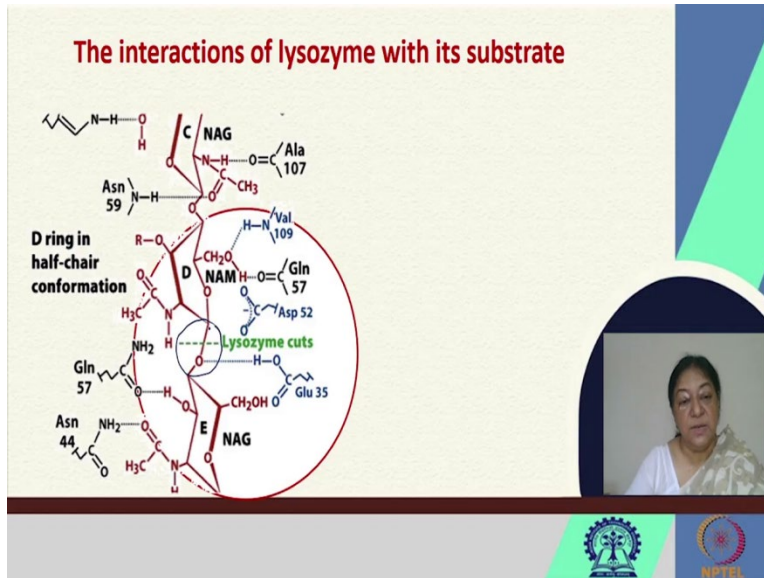 The interactions of lysozyme with its substrate
C NAG
N-H
O
H
O
N-H
O=C
Ala
107
C
CH3
O
O
Asn
59
N-H
H-N
Val
109
D ring in
half-chair
conformation
R-O
CH2O
D
NAM
H
O=C
Gln
57
O
O
C
N
H3C
H
O
C
O
-
Asp 52
Lysozyme cuts
NH2
C
O
O
H-O
C
O
Glu 35
Gln
57
H
O
CH2OH
E
NAG
O
Asn
44
NH2
C
O
O
C
N
H
H3C
NPTEL